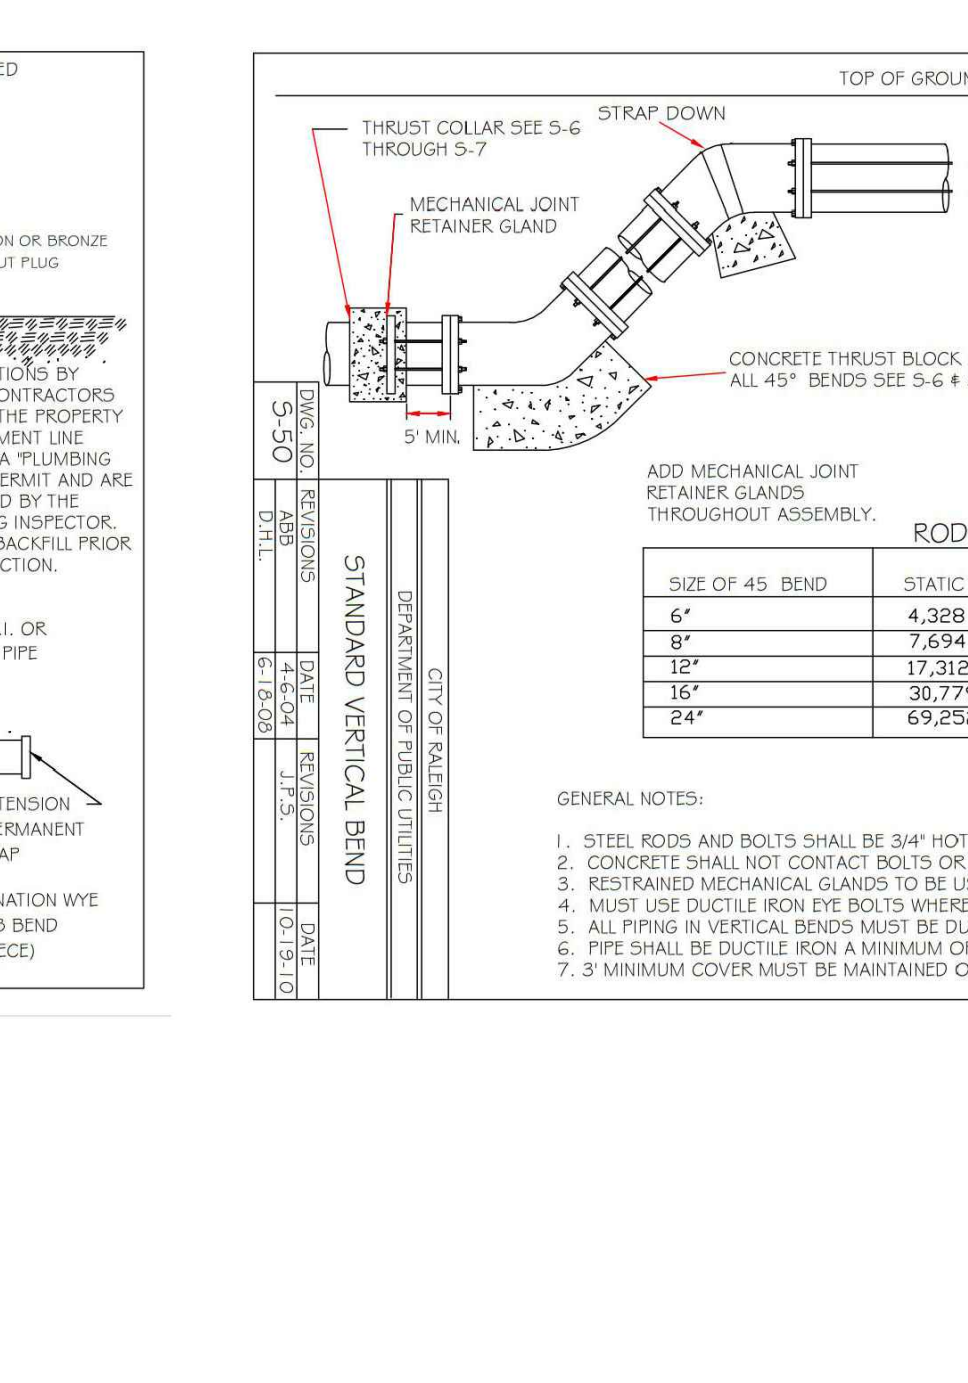 ED
ON OR BRONZE
UT PLUG
TIONS BY
ONTRACTORS
THE PROPERTY
MENT LINE
A "PLUMBING
ERMIT AND ARE
D BY THE
G INSPECTOR.
BACKFILL PRIOR
CTION.
.I. OR
PIPE
TENSION
ERMANENT
AP
NATION WYE
BEND
ECE)
TOP OF GROUN
STRAP DOWN
THRUST COLLAR SEE S-6
THROUGH S-7
MECHANICAL JOINT
RETAINER GLAND
CONCRETE THRUST BLOCK
ALL 45° BENDS SEE S-6 &
5' MIN.
ADD MECHANICAL JOINT
RETAINER GLANDS
THROUGHOUT ASSEMBLY.
ROD
SIZE OF 45 BEND STATIC
6" 4,328
8" 7,694
12" 17,312
16" 30,779
24" 69,252
GENERAL NOTES:
1. STEEL RODS AND BOLTS SHALL BE 3/4" HOT
2. CONCRETE SHALL NOT CONTACT BOLTS OR
3. RESTRAINED MECHANICAL GLANDS TO BE US
4. MUST USE DUCTILE IRON EYE BOLTS WHERE
5. ALL PIPING IN VERTICAL BENDS MUST BE DU
6. PIPE SHALL BE DUCTILE IRON A MINIMUM OF
7. 3' MINIMUM COVER MUST BE MAINTAINED O
CITY OF RALEIGH
DEPARTMENT OF PUBLIC UTILITIES
STANDARD VERTICAL BEND
DWG. NO. REVISIONS DATE REVISIONS DATE
S-50 ABB 4-6-04 J.P.S. 10-19-10
D.H.L. 6-18-08